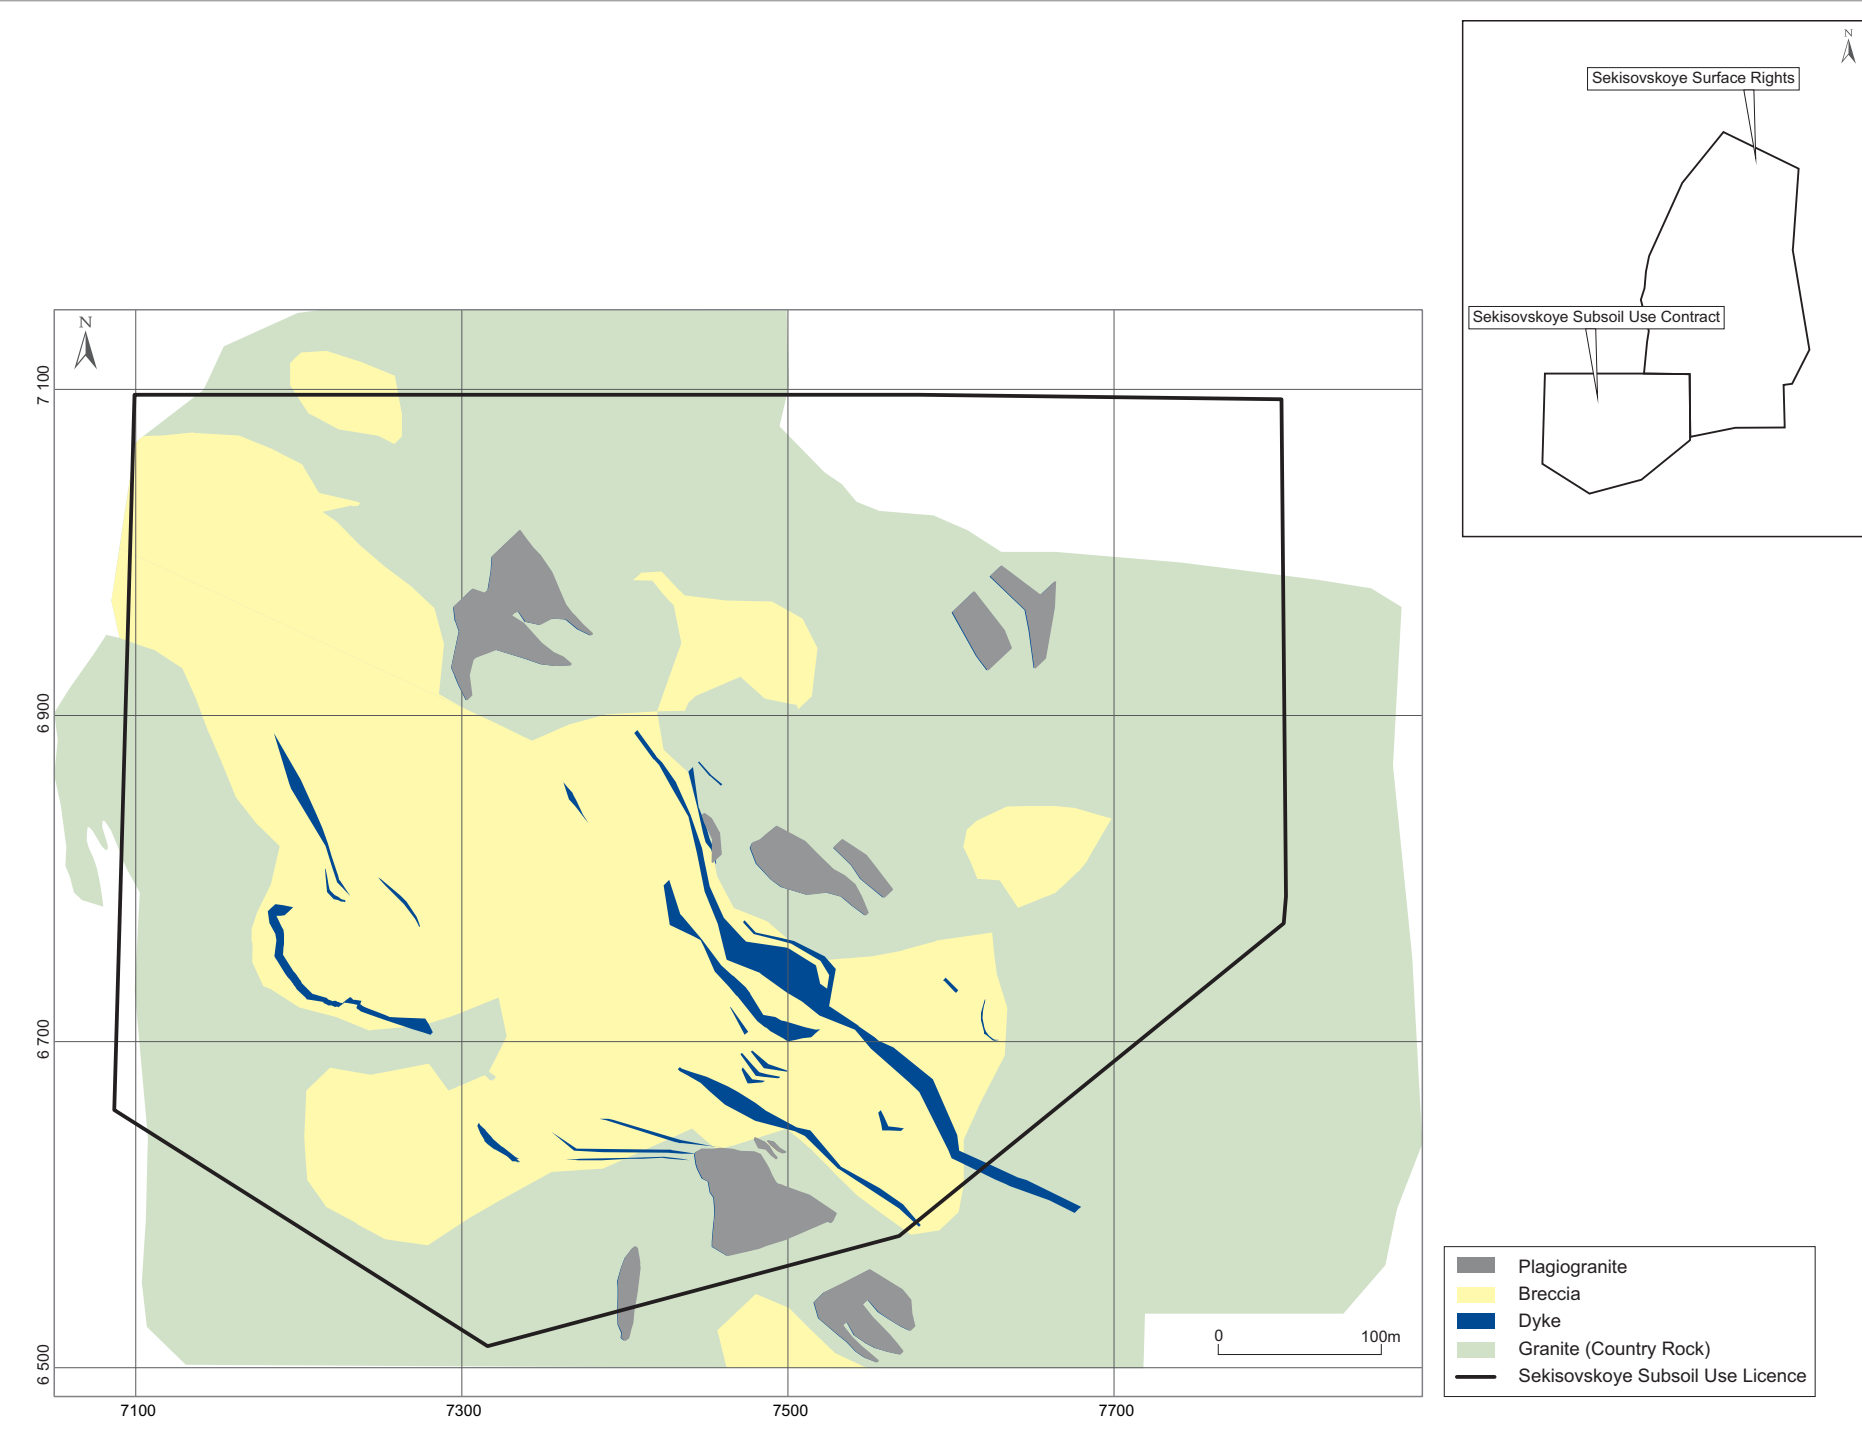 N
Sekisovskoye Surface Rights
Sekisovskoye Subsoil Use Contract
N
7 100
6 900
6 700
6 500
7100
7300
7500
7700
0 100m
Plagiogranite
Breccia
Dyke
Granite (Country Rock)
Sekisovskoye Subsoil Use Licence